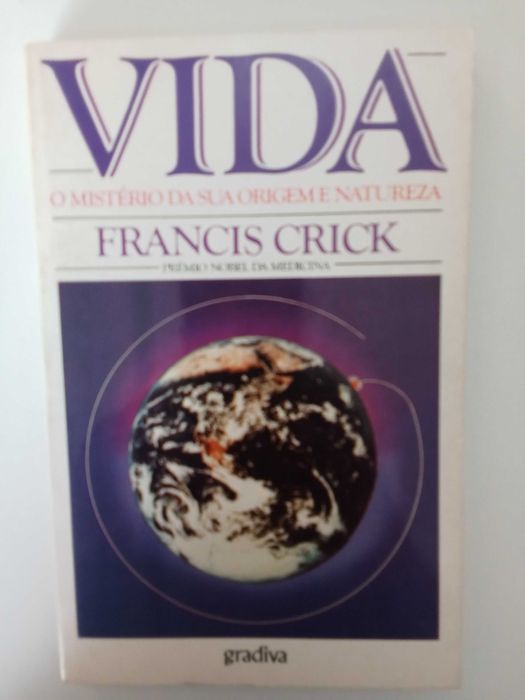 VIDA
O MISTÉRIO DA SUA ORIGEM E NATUREZA
FRANCIS CRICK
PRÉMIO NOBEL DA MEDICINA
gradiva